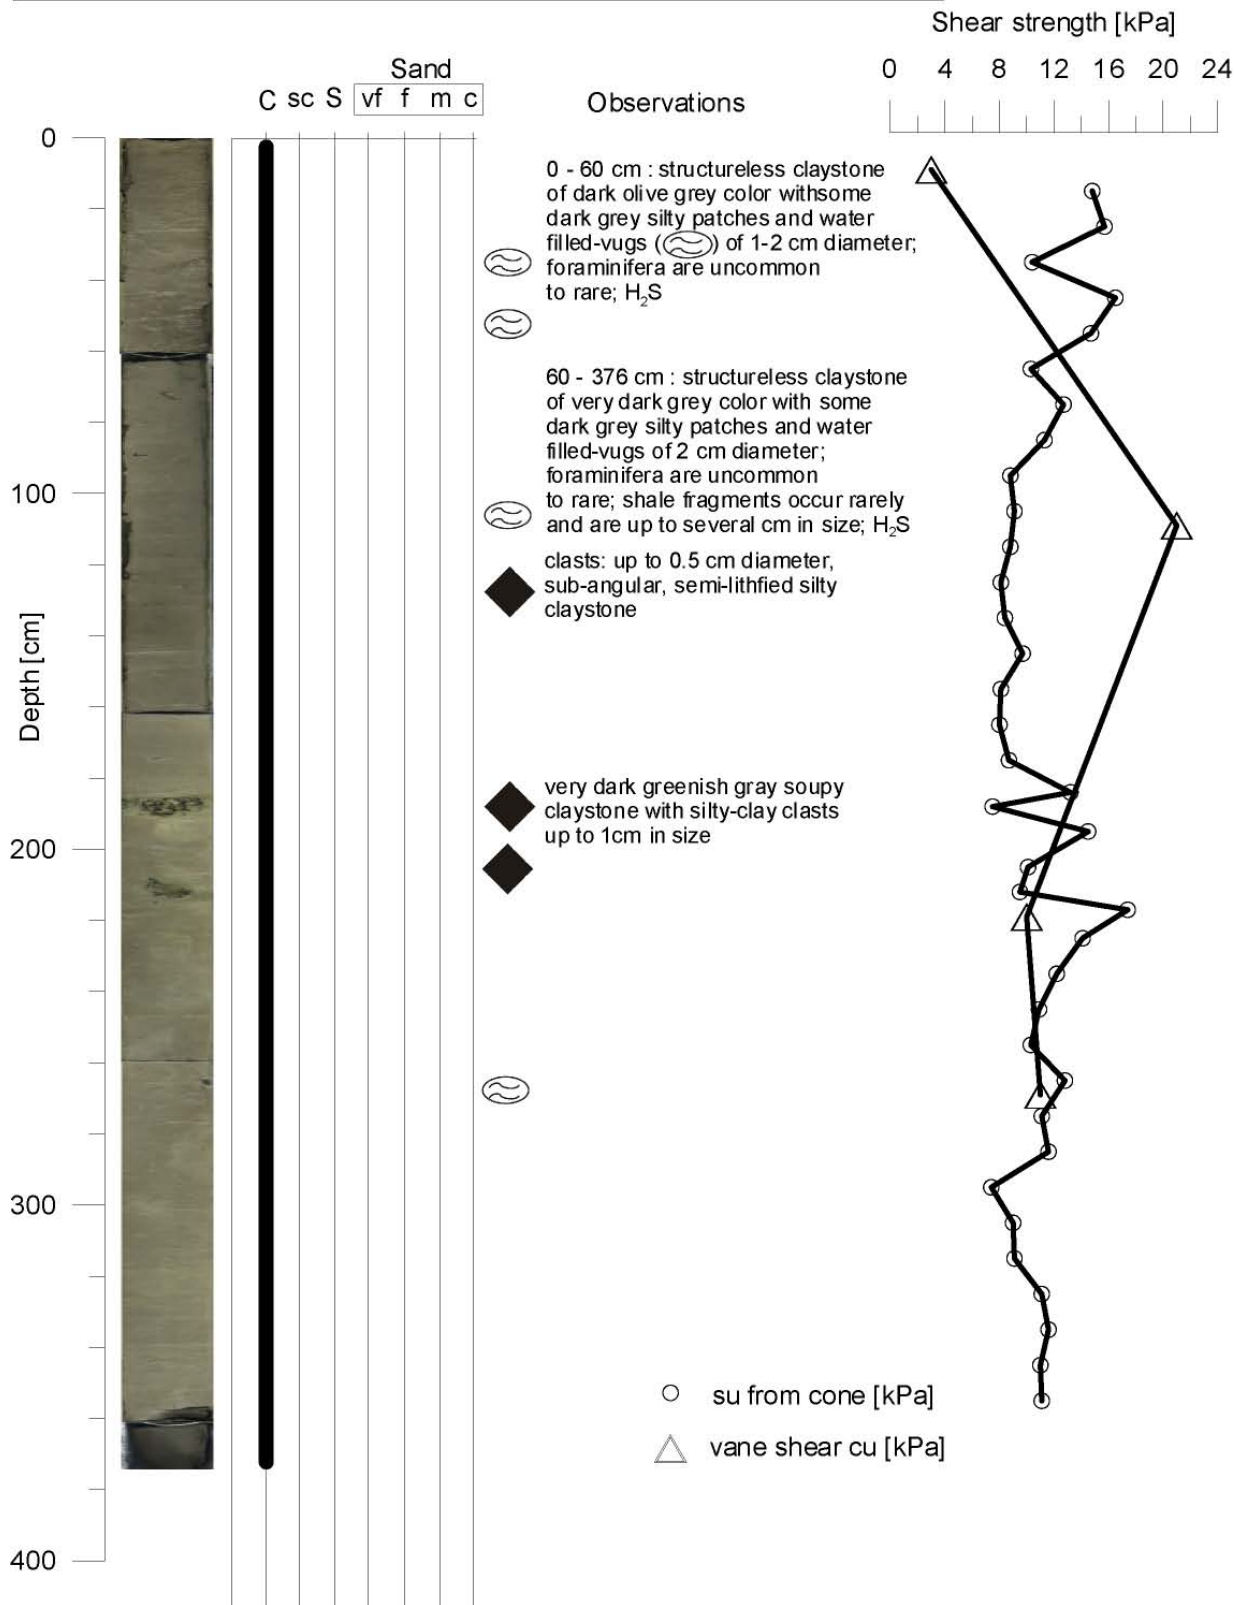 Shear strength [kPa]
0 4 8 12 16 20 24
Sand
C sc S vf f m c
Observations
0
0 - 60 cm : structureless claystone
of dark olive grey color withsome
dark grey silty patches and water
filled-vugs ( ) of 1-2 cm diameter;
foraminifera are uncommon
to rare; H₂S
60 - 376 cm : structureless claystone
of very dark grey color with some
dark grey silty patches and water
filled-vugs of 2 cm diameter;
foraminifera are uncommon
to rare; shale fragments occur rarely
and are up to several cm in size; H₂S
100
clasts: up to 0.5 cm diameter,
sub-angular, semi-lithfied silty
claystone
Depth [cm]
very dark greenish gray soupy
claystone with silty-clay clasts
up to 1cm in size
200
300
su from cone [kPa]
vane shear cu [kPa]
400